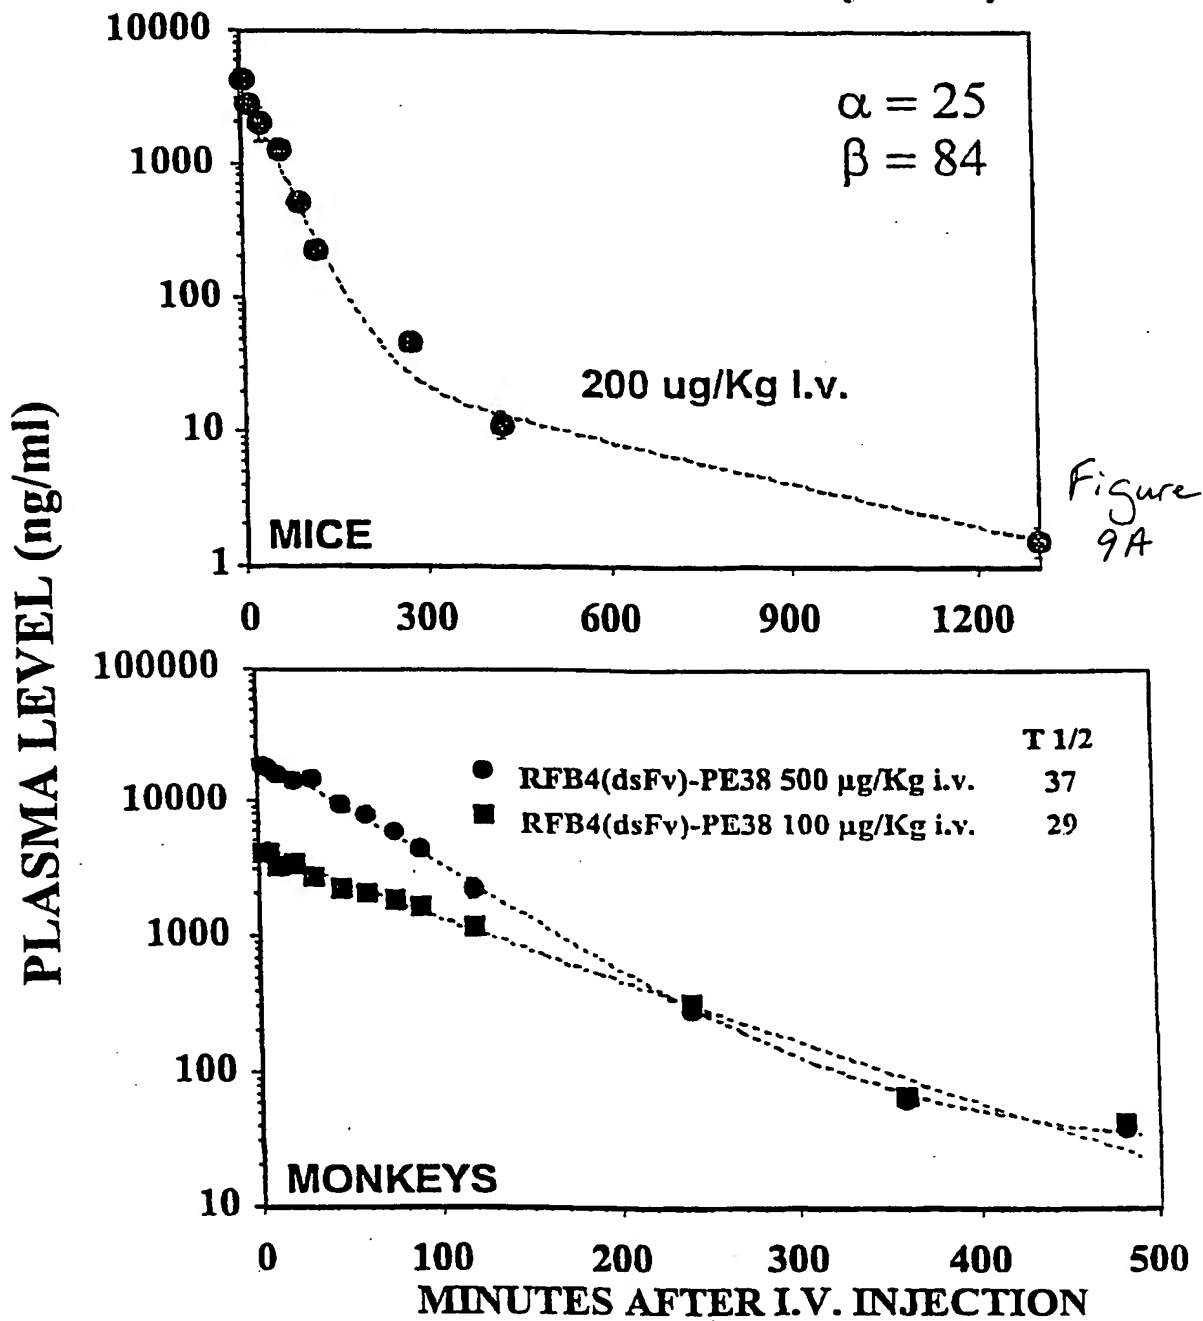 10000
α = 25
β = 84
1000
100
200 ug/Kg I.v.
10
MICE
1
0 300 600 900 1200
Figure
9A
PLASMA LEVEL (ng/ml)
100000
T 1/2
RFB4(dsFv)-PE38 500 µg/Kg i.v. 37
10000
RFB4(dsFv)-PE38 100 µg/Kg i.v. 29
1000
100
MONKEYS
10
0 100 200 300 400 500
MINUTES AFTER I.V. INJECTION